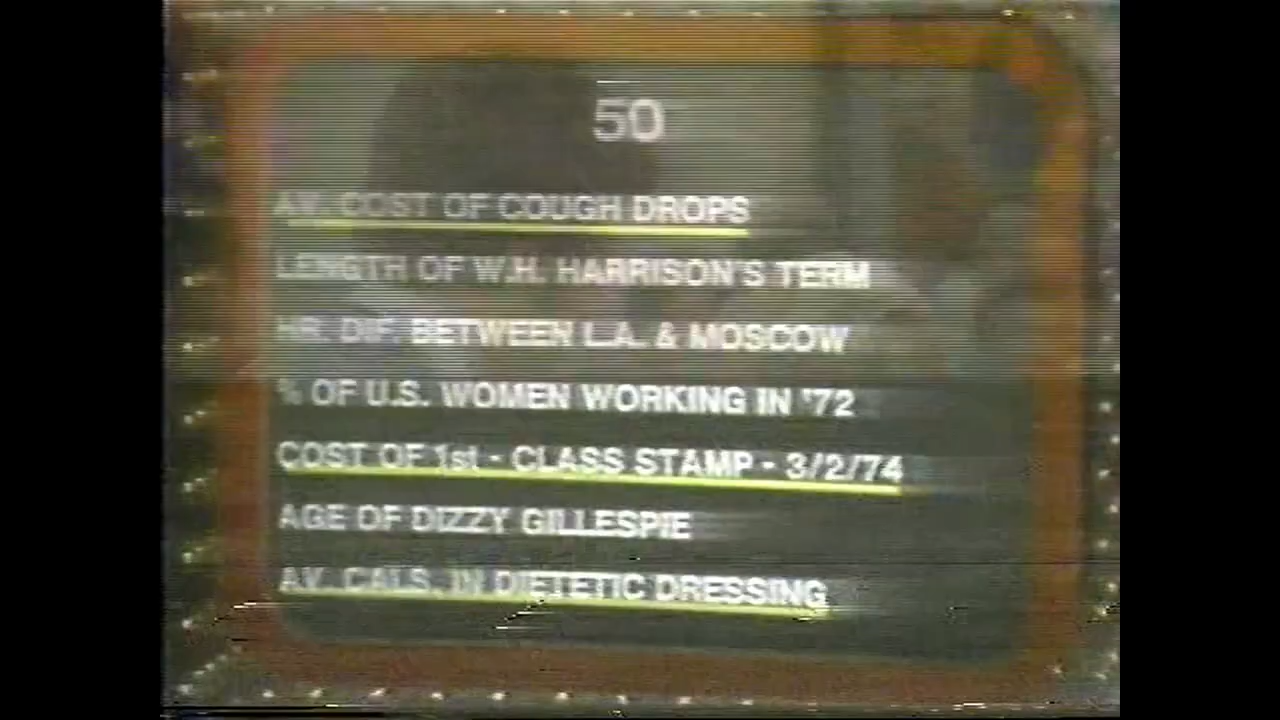 50
AV. COST OF COUGH DROPS
LENGTH OF W.H. HARRISON'S TERM
HR. DIF. BETWEEN L.A. & MOSCOW
% OF U.S. WOMEN WORKING IN '72
COST OF 1st - CLASS STAMP - 3/2/74
AGE OF DIZZY GILLESPIE
AV. CALS. IN DIETETIC DRESSING